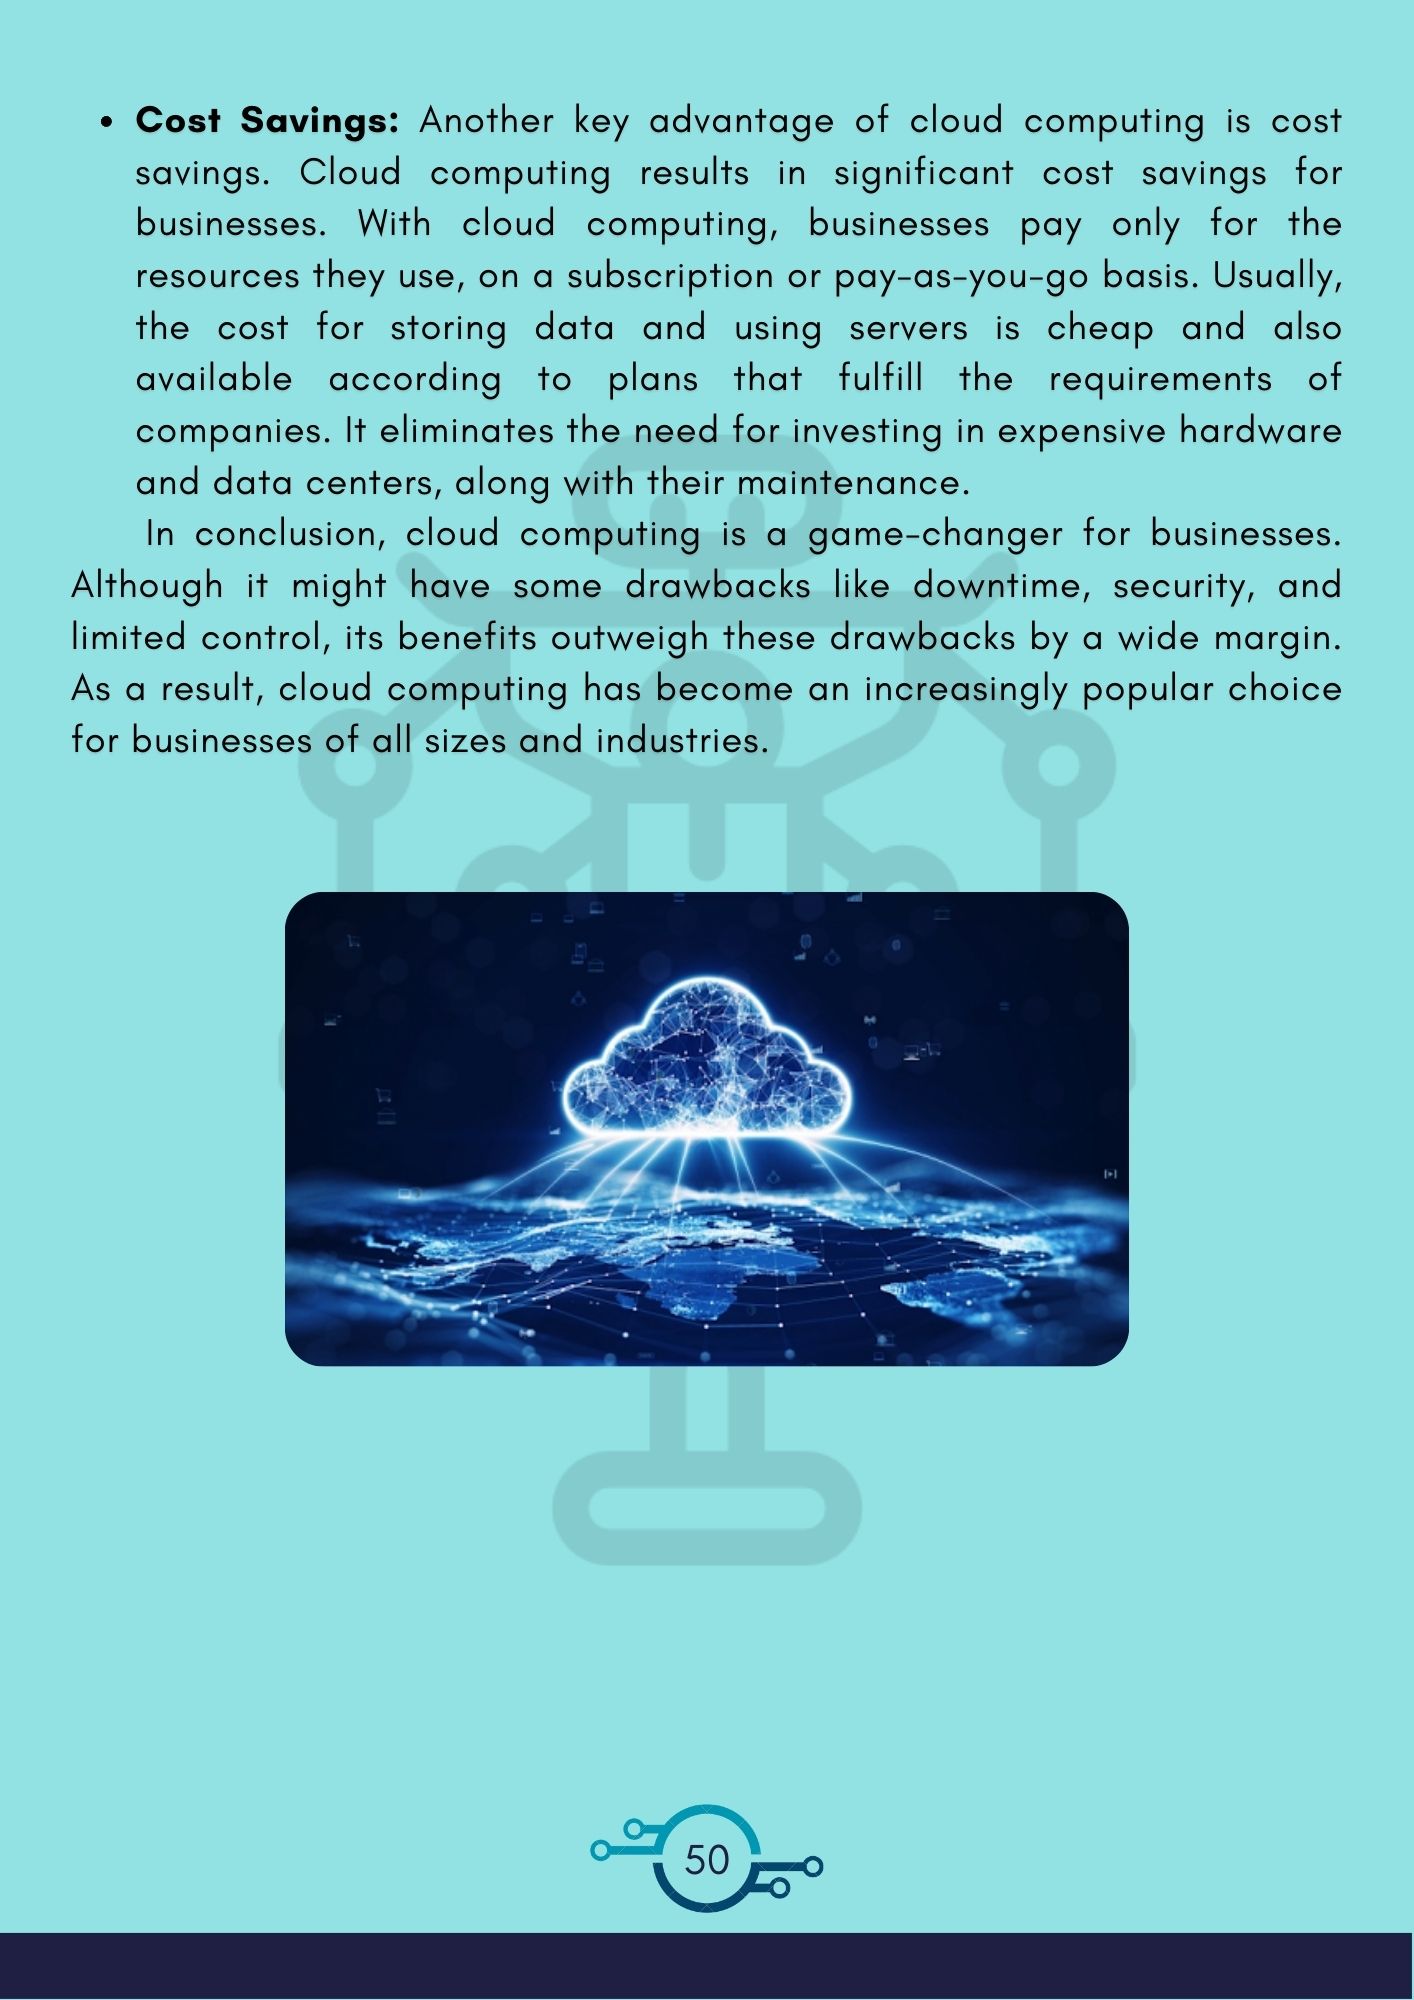 • Cost Savings: Another key advantage of cloud computing is cost
savings. Cloud computing results in significant cost savings for
businesses. With cloud computing, businesses pay only for the
resources they use, on a subscription or pay-as-you-go basis. Usually,
the cost for storing data and using servers is cheap and also
available according to plans that fulfill the requirements of
companies. It eliminates the need for investing in expensive hardware
and data centers, along with their maintenance.
In conclusion, cloud computing is a game-changer for businesses.
Although it might have some drawbacks like downtime, security, and
limited control, its benefits outweigh these drawbacks by a wide margin.
As a result, cloud computing has become an increasingly popular choice
for businesses of all sizes and industries.
50